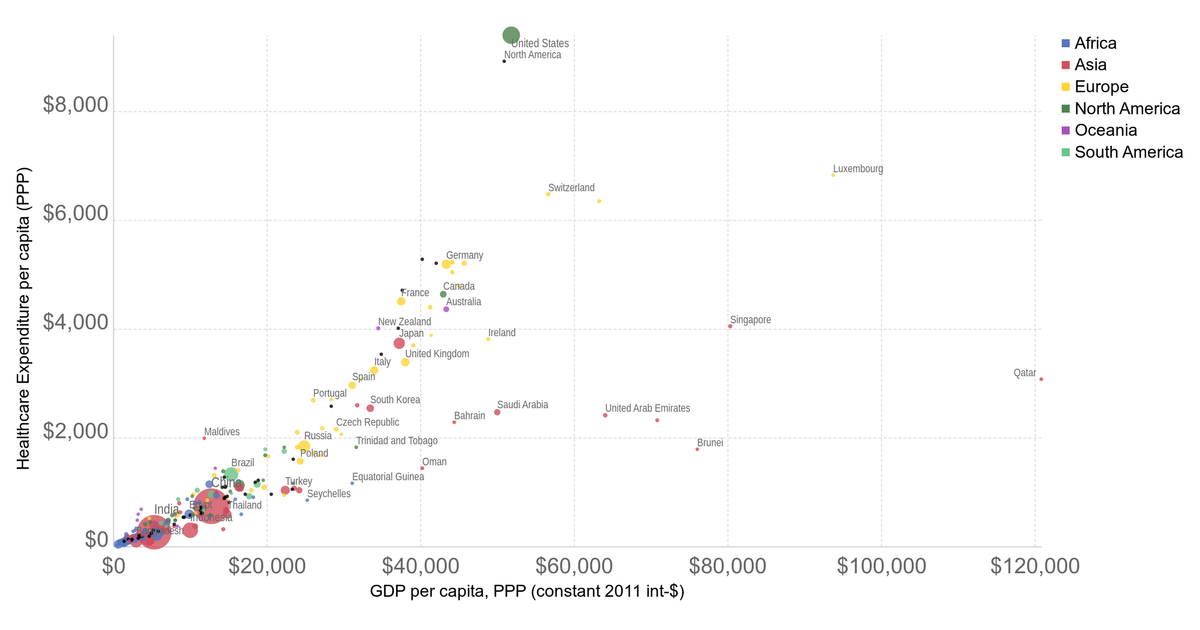 United States
North America
Africa
Asia
Europe
North America
Oceania
South America
$8,000
Luxembourg
Switzerland
$6,000
Germany
Canada
France
Australia
New Zealand
Singapore
$4,000
Japan
Ireland
United Kingdom
Italy
Qatar
Spain
Portugal
South Korea
Saudi Arabia
United Arab Emirates
Bahrain
Czech Republic
Maldives
$2,000
Russia
Trinidad and Tobago
Brunei
Poland
Oman
Brazil
Equatorial Guinea
China
Turkey
Seychelles
India
Thailand
Indonesia
$0
Healthcare Expenditure per capita (PPP)
$0
$20,000
$40,000
$60,000
$80,000
$100,000
$120,000
GDP per capita, PPP (constant 2011 int-$)